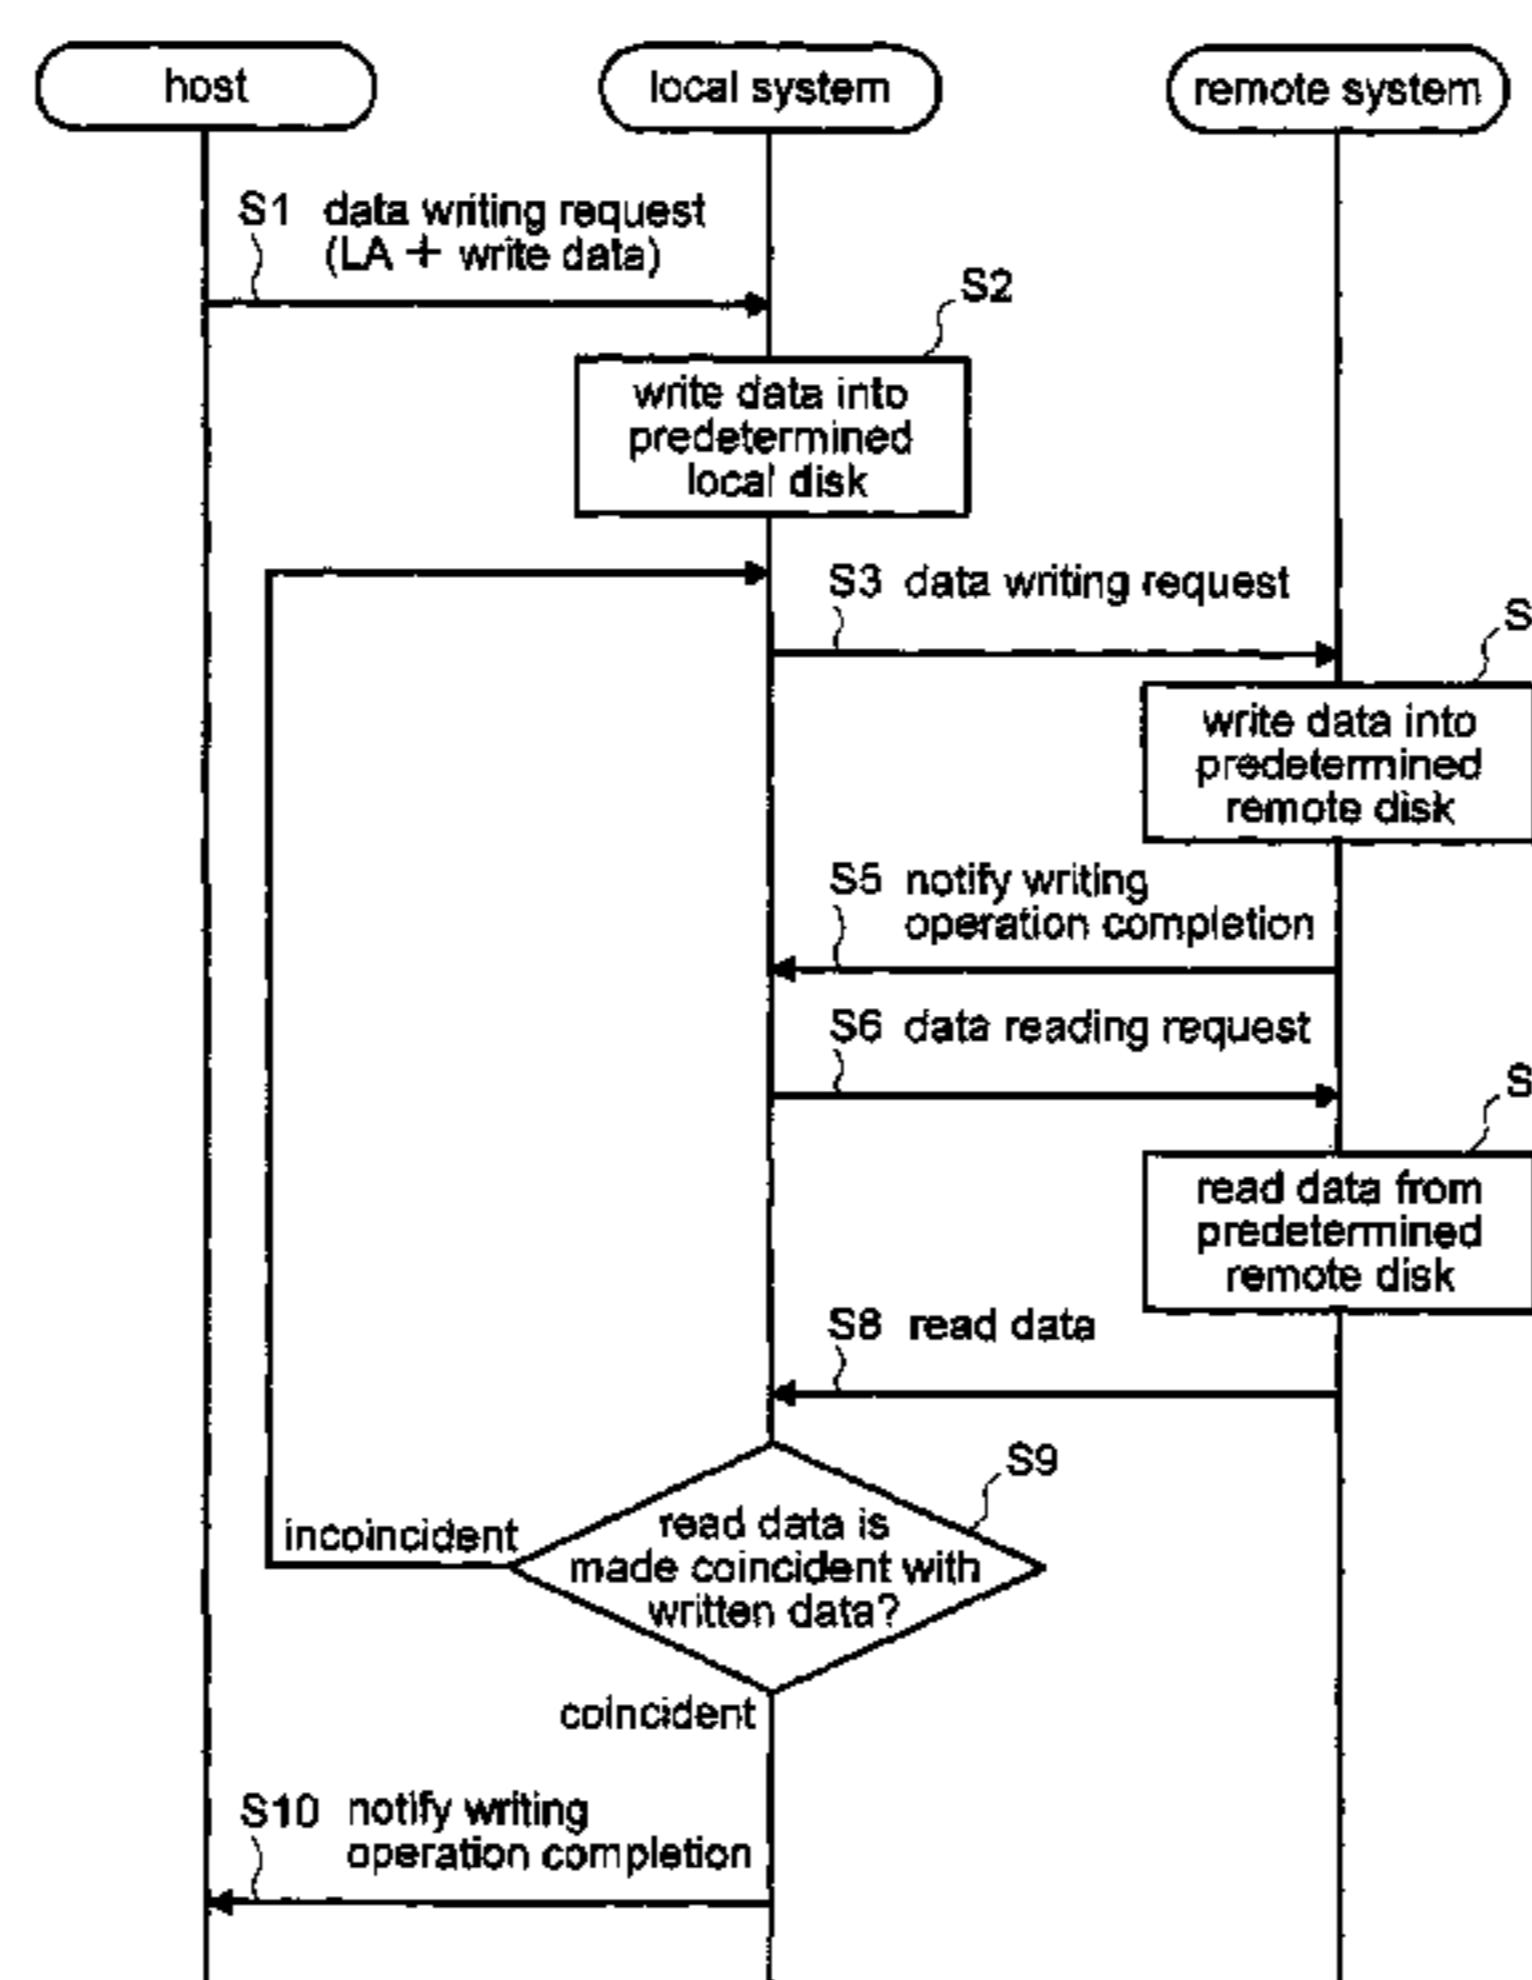 host
local system
remote system
S1 data writing request
(LA + write data)
S2
write data into
predetermined
local disk
S3 data writing request
S
write data into
predetermined
remote disk
S5 notify writing
operation completion
S6 data reading request
S
read data from
predetermined
remote disk
S8 read data
S9
read data is
made coincident with
written data?
incoincident
coincident
S10 notify writing
operation completion